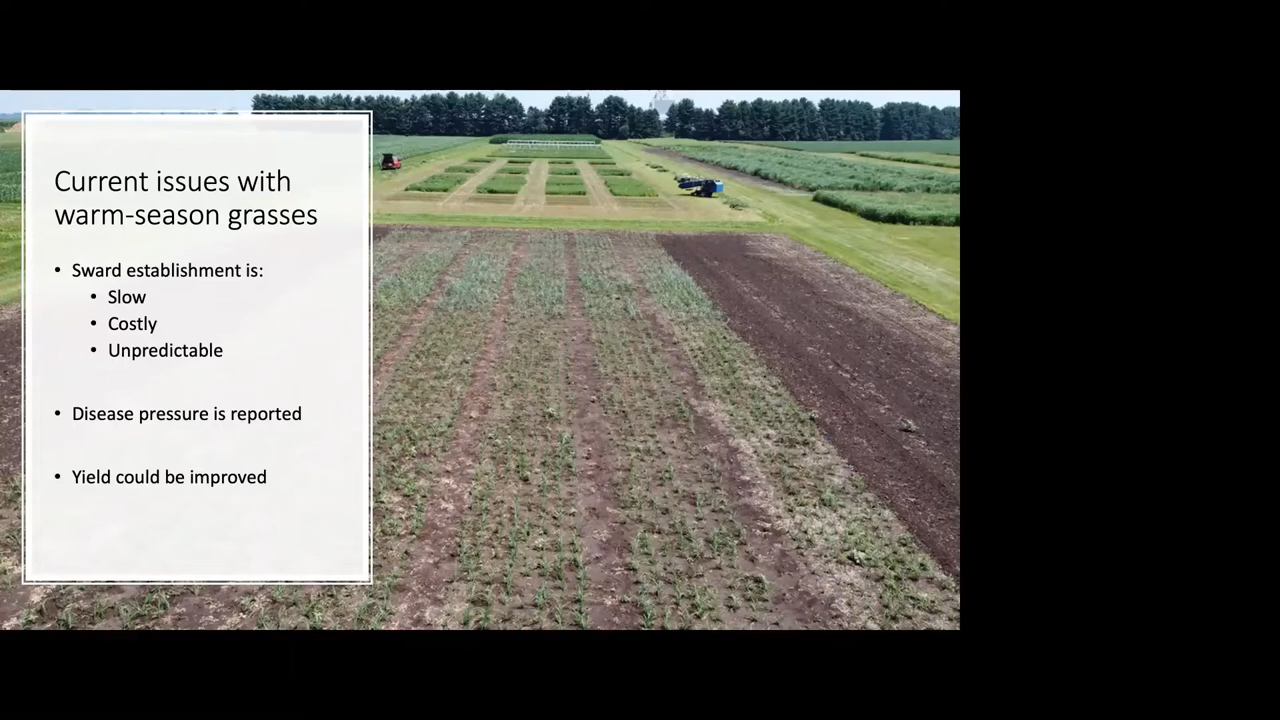 Current issues with
warm-season grasses
• Sward establishment is:
• Slow
• Costly
• Unpredictable
• Disease pressure is reported
• Yield could be improved